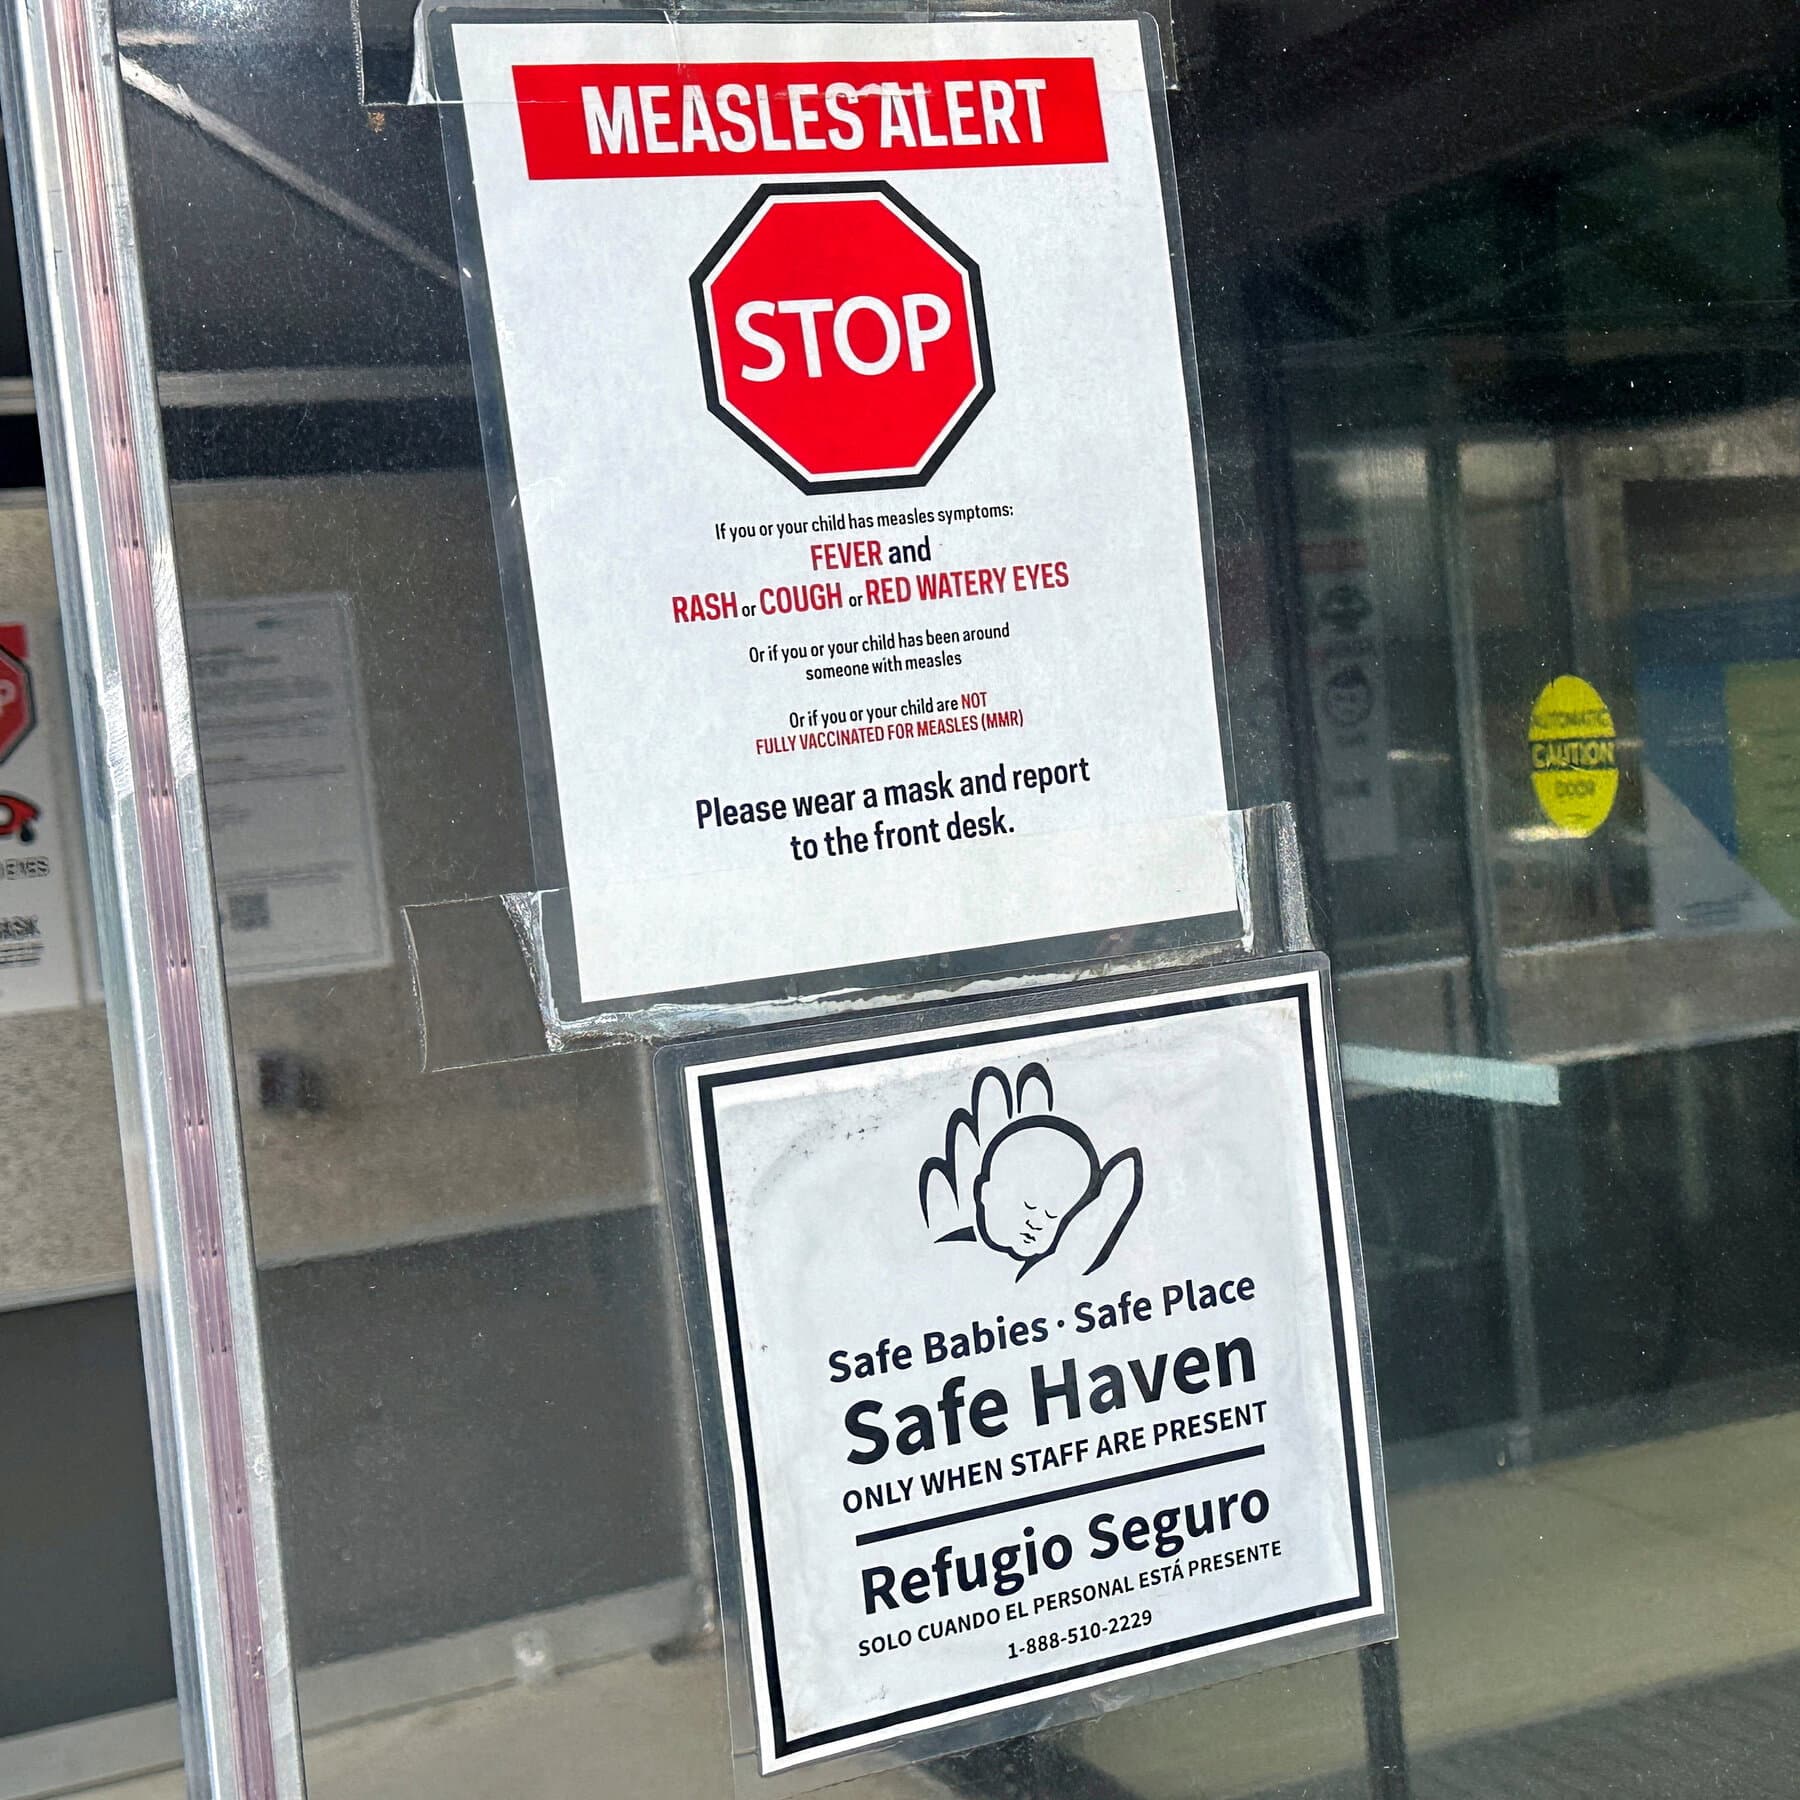 MEASLES ALERT
STOP
If you or your child has measles symptoms:
FEVER and
RASH or COUGH or RED WATERY EYES
Or if you or your child has been around
someone with measles
Or if you or your child are NOT
FULLY VACCINATED FOR MEASLES (MMR)
Please wear a mask and report
to the front desk.
Safe Babies · Safe Place
Safe Haven
ONLY WHEN STAFF ARE PRESENT
Refugio Seguro
SOLO CUANDO EL PERSONAL ESTÁ PRESENTE
1-888-510-2229
AUTOMATIC
CAUTION
DOOR